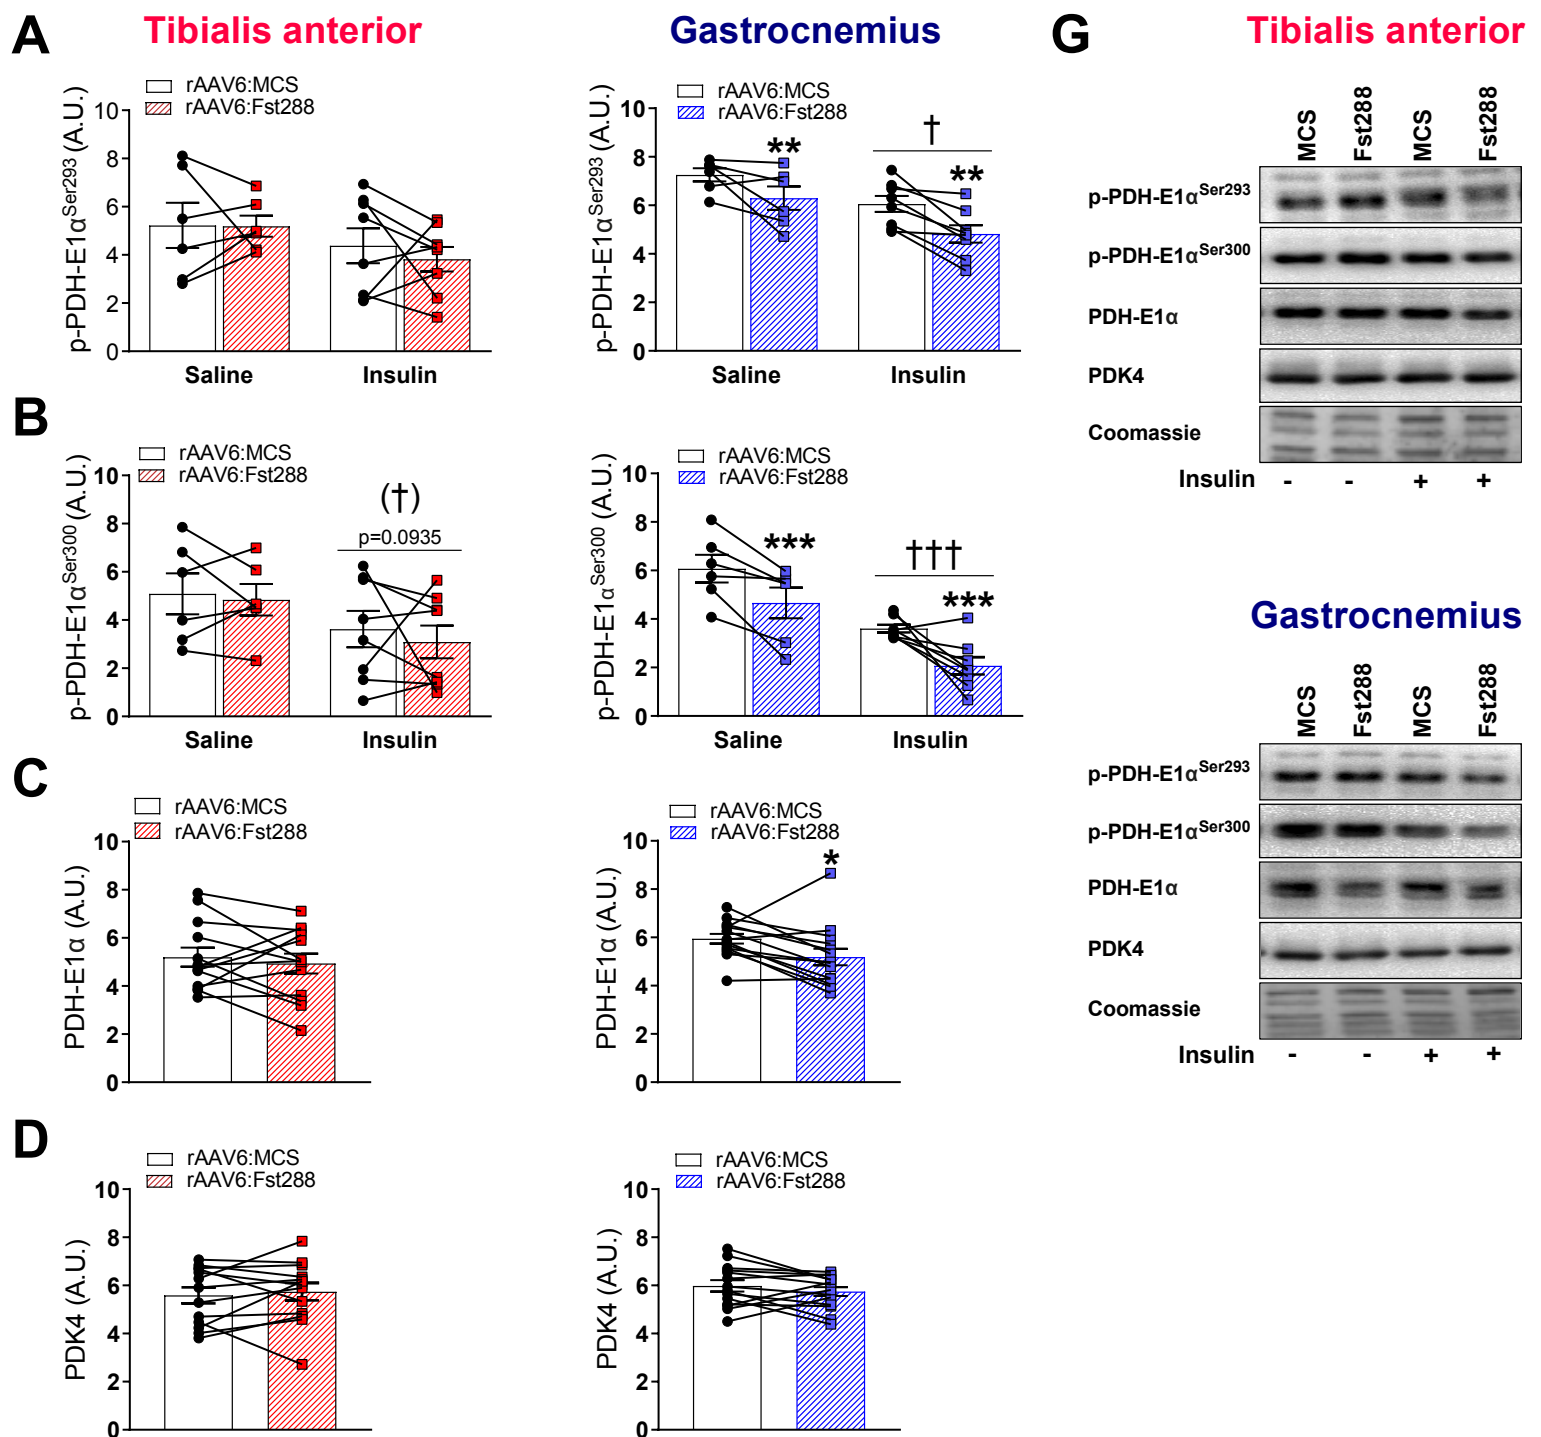 A
Tibialis anterior
Gastrocnemius
rAAV6:MCS
rAAV6:Fst288
p-PDH-E1α^Ser293 (A.U.)
10
8
6
4
2
0
Saline
Insulin
rAAV6:MCS
rAAV6:Fst288
p-PDH-E1α^Ser293 (A.U.)
10
8
6
4
2
0
**
†
**
Saline
Insulin
B
rAAV6:MCS
rAAV6:Fst288
p-PDH-E1α^Ser300 (A.U.)
10
8
6
4
2
0
(†)
p=0.0935
Saline
Insulin
rAAV6:MCS
rAAV6:Fst288
p-PDH-E1α^Ser300 (A.U.)
10
8
6
4
2
0
***
†††
***
Saline
Insulin
C
rAAV6:MCS
rAAV6:Fst288
PDH-E1α (A.U.)
10
8
6
4
2
0
rAAV6:MCS
rAAV6:Fst288
PDH-E1α (A.U.)
10
8
6
4
2
0
*
D
rAAV6:MCS
rAAV6:Fst288
PDK4 (A.U.)
10
8
6
4
2
0
rAAV6:MCS
rAAV6:Fst288
PDK4 (A.U.)
10
8
6
4
2
0
G
Tibialis anterior
MCS Fst288 MCS Fst288
p-PDH-E1α^Ser293
p-PDH-E1α^Ser300
PDH-E1α
PDK4
Coomassie
Insulin - - + +
Gastrocnemius
MCS Fst288 MCS Fst288
p-PDH-E1α^Ser293
p-PDH-E1α^Ser300
PDH-E1α
PDK4
Coomassie
Insulin - - + +